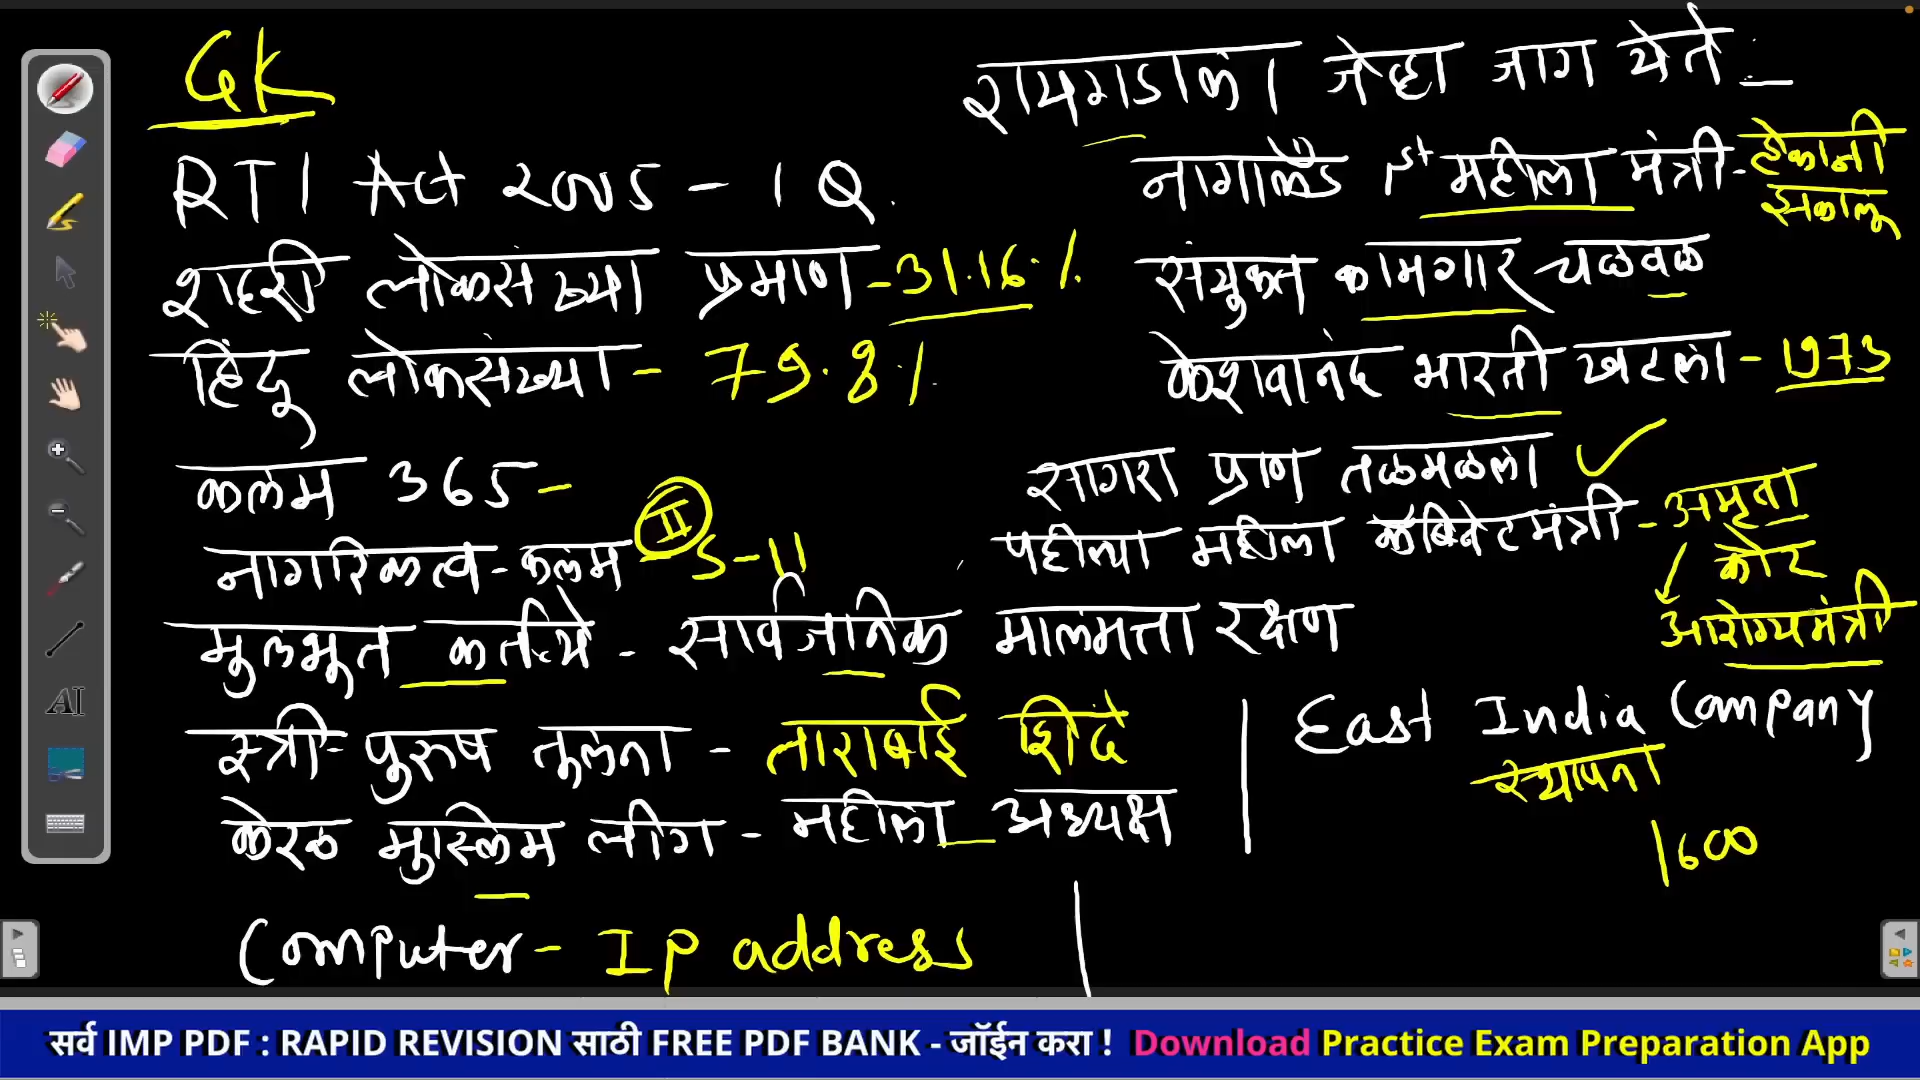 GK
RTI Act 2005 - 1 Q.
शहरी लोकसंख्या प्रमाण - 31.16%
हिंदू लोकसंख्या - 79.8%
कलम 365 -
नागरिकत्व - कलम II 5-11
मुलभूत कर्तव्ये - सार्वजनिक मालमत्ता रक्षण
स्त्री-पुरुष तुलना - ताराबाई शिंदे
केरळ मुस्लिम लीग - महीला अध्यक्ष
Computer - IP address
रायगडाला जेव्हा जाग येते -
नागालँड 1st महीला मंत्री - हेकानी
संयुक्त कामगार चळवळ
केशवानंद भारती खटला - 1973
सागरा प्राण तळमळला
पहील्या महीला कॅबिनेटमंत्री - अमृता
कौर
आरोग्यमंत्री
East India Company
स्थापना
1600
सर्व IMP PDF : RAPID REVISION साठी FREE PDF BANK - जॉईन करा ! Download Practice Exam Preparation App
AI